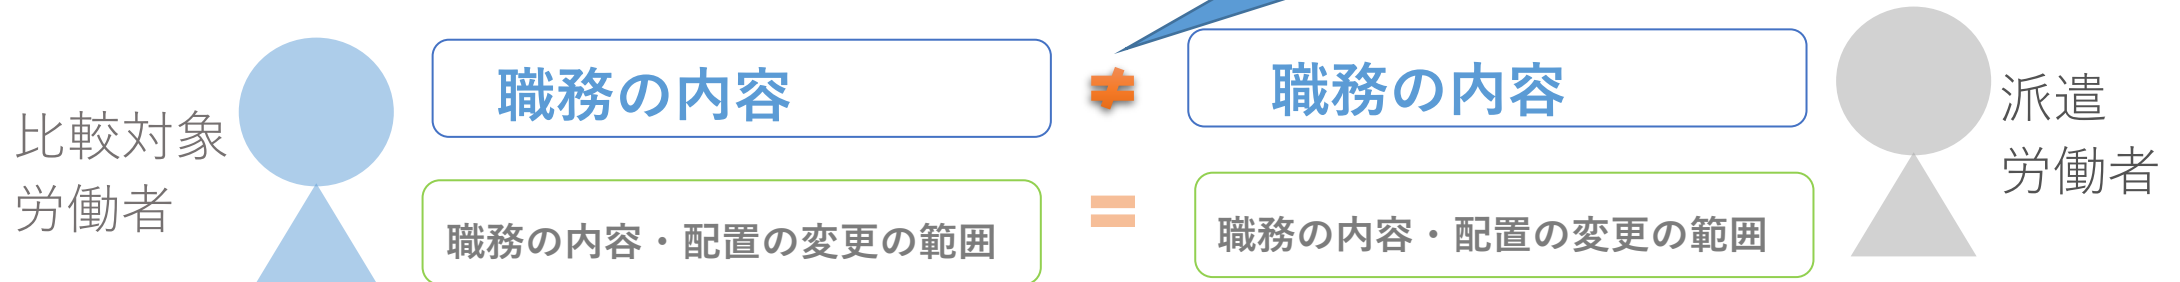 比較対象
労働者
職務の内容
≠
職務の内容
職務の内容・配置の変更の範囲
=
職務の内容・配置の変更の範囲
派遣
労働者